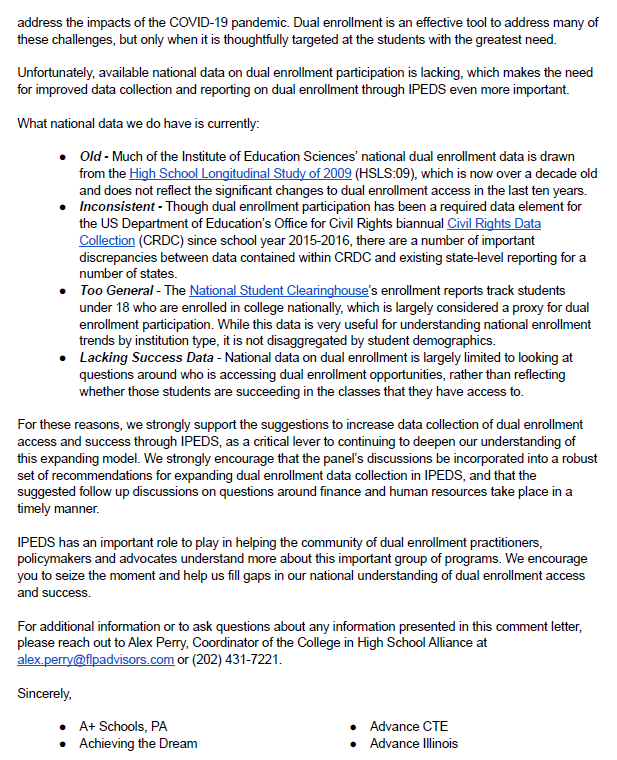 address the impacts of the COVID-19 pandemic. Dual enrollment is an effective tool to address many of
these challenges, but only when it is thoughtfully targeted at the students with the greatest need.
Unfortunately, available national data on dual enrollment participation is lacking, which makes the need
for improved data collection and reporting on dual enrollment through IPEDS even more important.
What national data we do have is currently:
● Old - Much of the Institute of Education Sciences' national dual enrollment data is drawn
from the High School Longitudinal Study of 2009 (HSLS:09), which is now over a decade old
and does not reflect the significant changes to dual enrollment access in the last ten years.
● Inconsistent - Though dual enrollment participation has been a required data element for
the US Department of Education's Office for Civil Rights biannual Civil Rights Data
Collection (CRDC) since school year 2015-2016, there are a number of important
discrepancies between data contained within CRDC and existing state-level reporting for a
number of states.
● Too General - The National Student Clearinghouse's enrollment reports track students
under 18 who are enrolled in college nationally, which is largely considered a proxy for dual
enrollment participation. While this data is very useful for understanding national enrollment
trends by institution type, it is not disaggregated by student demographics.
● Lacking Success Data - National data on dual enrollment is largely limited to looking at
questions around who is accessing dual enrollment opportunities, rather than reflecting
whether those students are succeeding in the classes that they have access to.
For these reasons, we strongly support the suggestions to increase data collection of dual enrollment
access and success through IPEDS, as a critical lever to continuing to deepen our understanding of
this expanding model. We strongly encourage that the panel's discussions be incorporated into a robust
set of recommendations for expanding dual enrollment data collection in IPEDS, and that the
suggested follow up discussions on questions around finance and human resources take place in a
timely manner.
IPEDS has an important role to play in helping the community of dual enrollment practitioners,
policymakers and advocates understand more about this important group of programs. We encourage
you to seize the moment and help us fill gaps in our national understanding of dual enrollment access
and success.
For additional information or to ask questions about any information presented in this comment letter,
please reach out to Alex Perry, Coordinator of the College in High School Alliance at
alex.perry@flpadvisors.com or (202) 431-7221.
Sincerely,
● A+ Schools, PA
● Achieving the Dream
● Advance CTE
● Advance Illinois